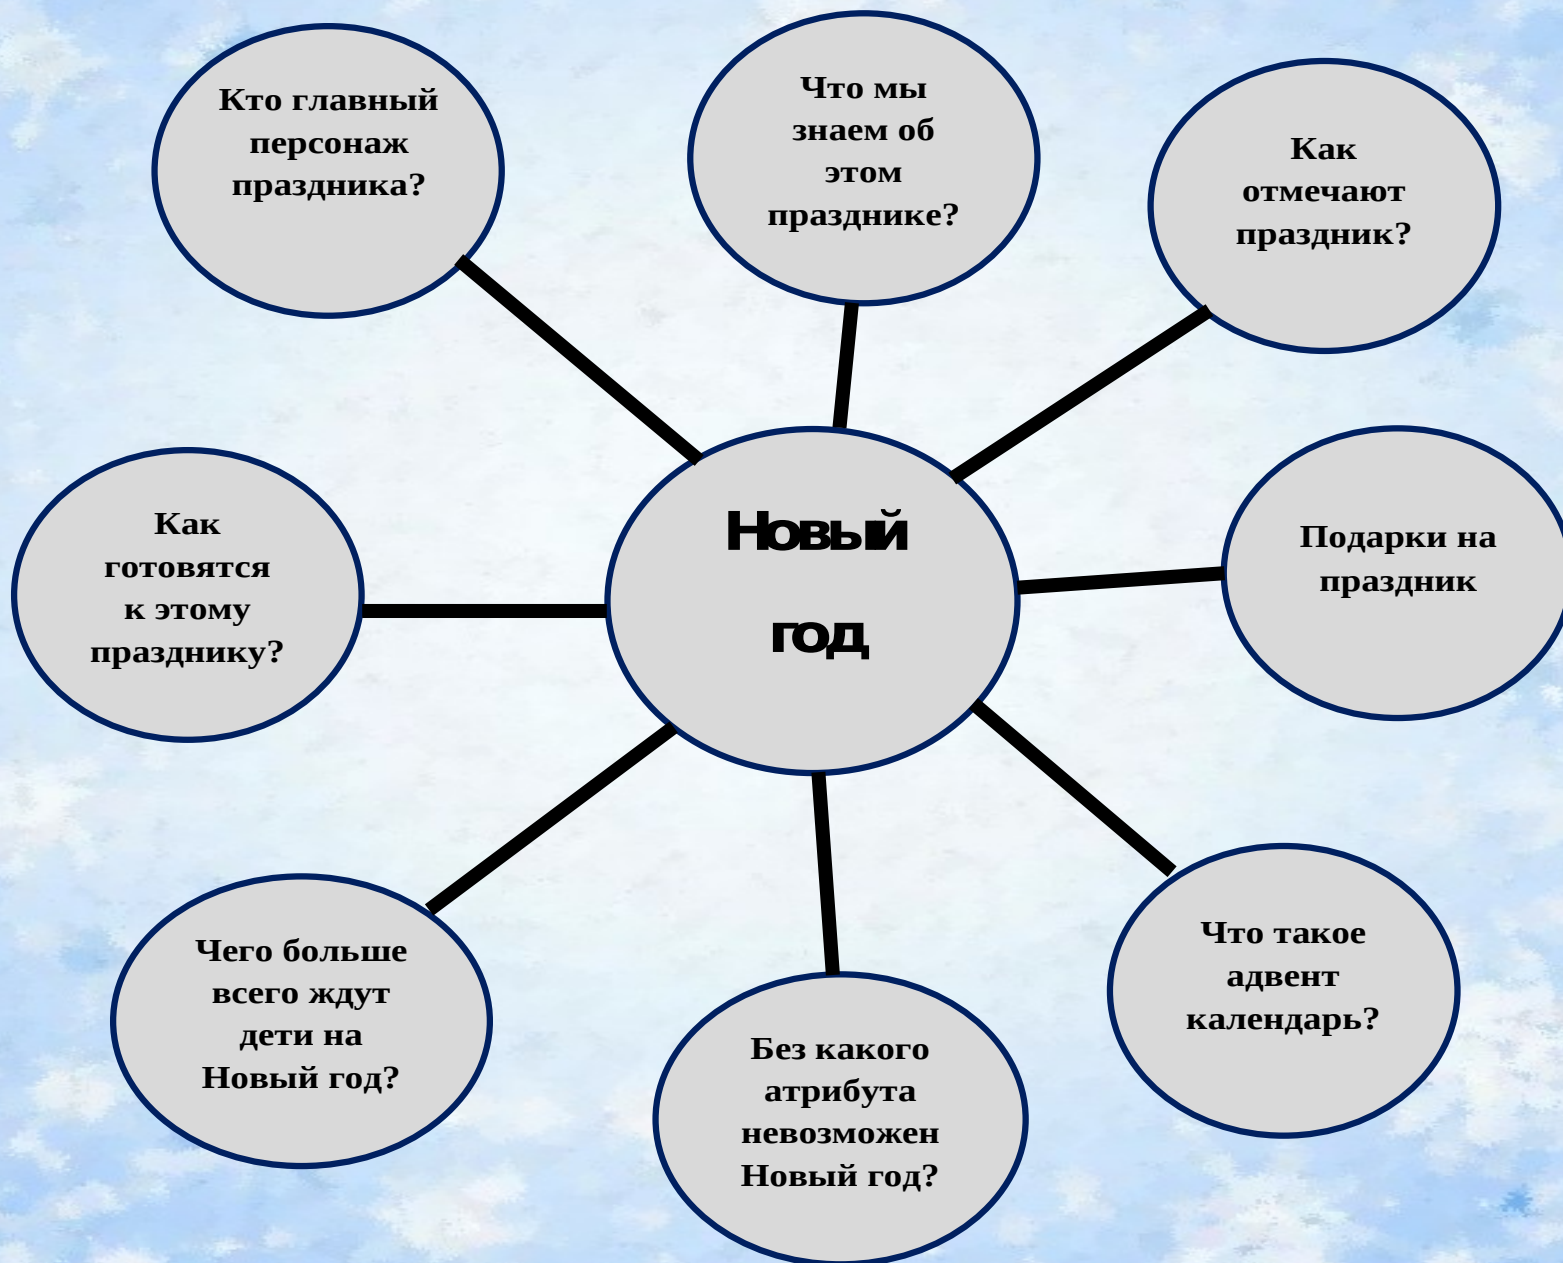 Кто главный
персонаж
праздника?
Что мы
знаем об
этом
празднике?
Как
отмечают
праздник?
Как
готовятся
к этому
празднику?
Новый
год
Подарки на
праздник
Чего больше
всего ждут
дети на
Новый год?
Без какого
атрибута
невозможен
Новый год?
Что такое
адвент
календарь?